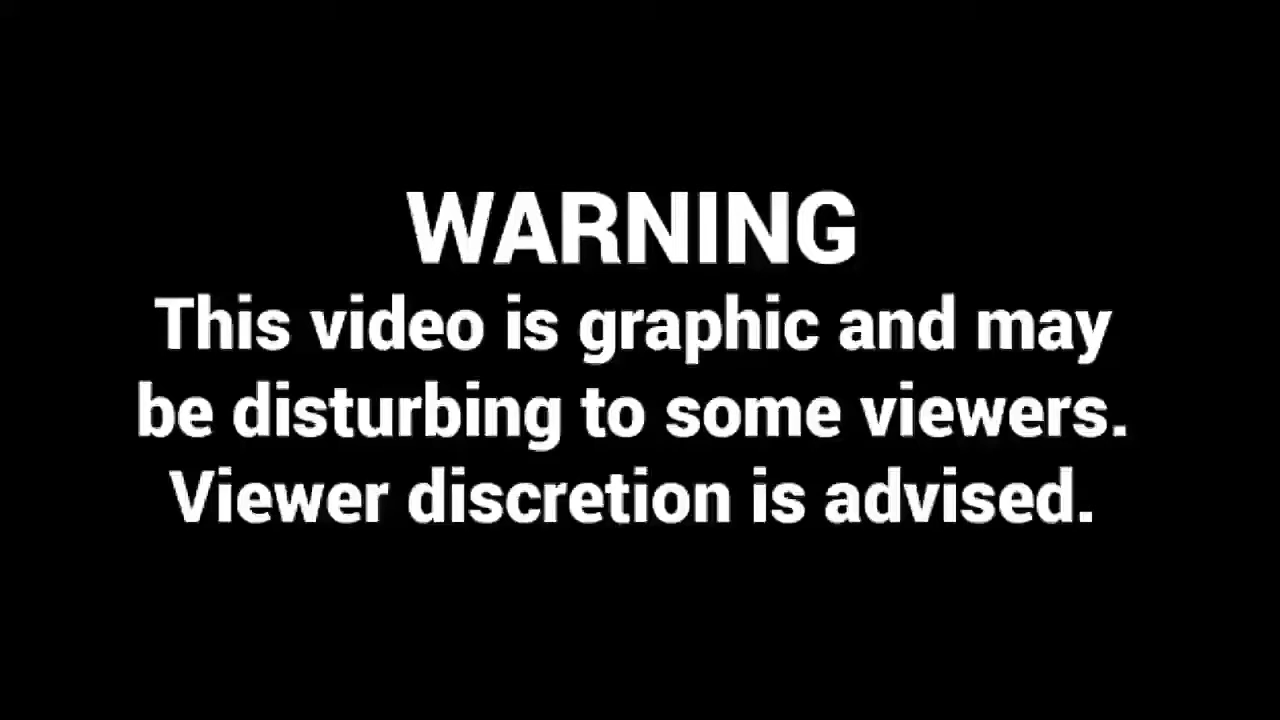 WARNING
This video is graphic and may
be disturbing to some viewers.
Viewer discretion is advised.